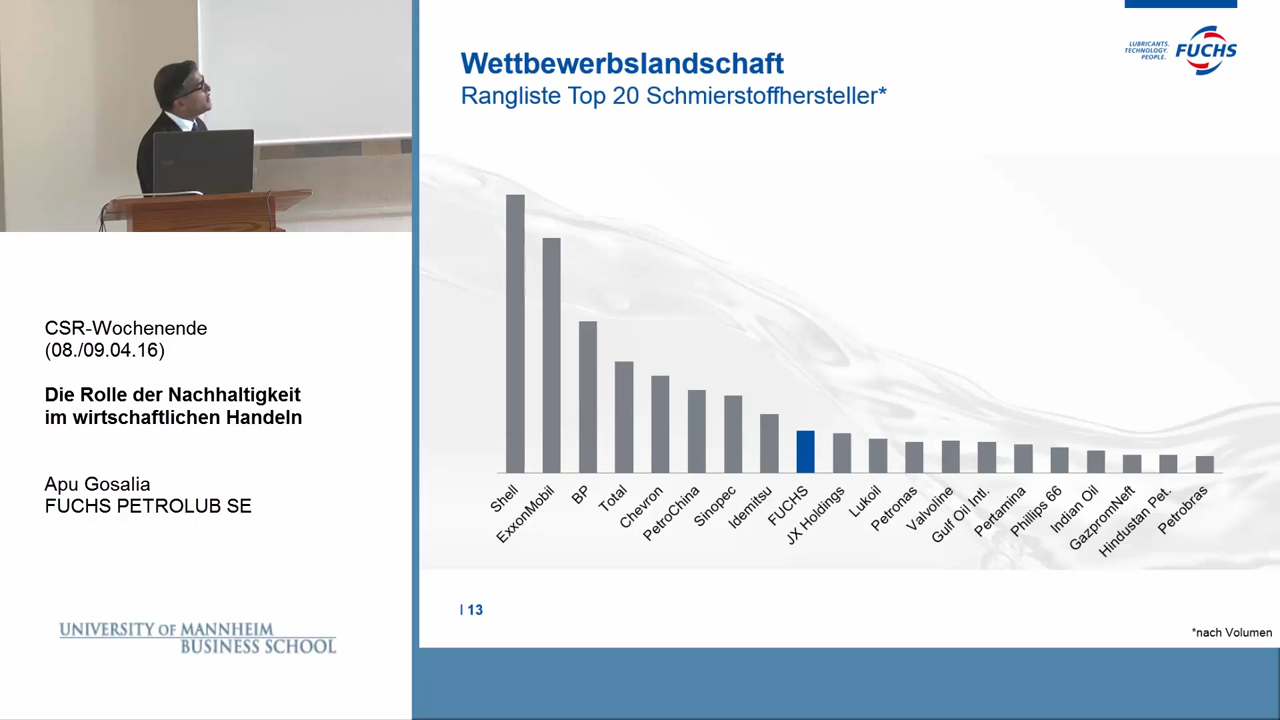 CSR-Wochenende
(08./09.04.16)
Die Rolle der Nachhaltigkeit
im wirtschaftlichen Handeln
Apu Gosalia
FUCHS PETROLUB SE
UNIVERSITY OF MANNHEIM
BUSINESS SCHOOL
Wettbewerbslandschaft
Rangliste Top 20 Schmierstoffhersteller*
LUBRICANTS.
TECHNOLOGY.
PEOPLE.
FUCHS
Shell
ExxonMobil
BP
Total
Chevron
PetroChina
Sinopec
Idemitsu
FUCHS
JX Holdings
Lukoil
Petronas
Valvoline
Gulf Oil Intl.
Pertamina
Phillips 66
Indian Oil
GazpromNeft
Hindustan Pet.
Petrobras
| 13
*nach Volumen